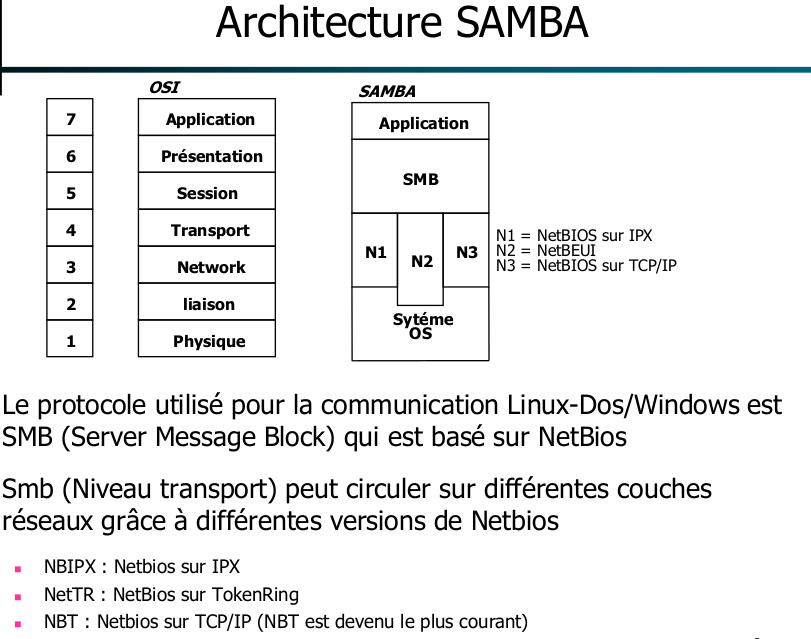 Architecture SAMBA
OSI
SAMBA
7 Application
6 Présentation
5 Session
4 Transport
3 Network
2 liaison
1 Physique
Application
SMB
N1 N2 N3
Sytéme
OS
N1 = NetBIOS sur IPX
N2 = NetBEUI
N3 = NetBIOS sur TCP/IP
Le protocole utilisé pour la communication Linux-Dos/Windows est
SMB (Server Message Block) qui est basé sur NetBios
Smb (Niveau transport) peut circuler sur différentes couches
réseaux grâce à différentes versions de Netbios
NBIPX : Netbios sur IPX
NetTR : NetBios sur TokenRing
NBT : Netbios sur TCP/IP (NBT est devenu le plus courant)